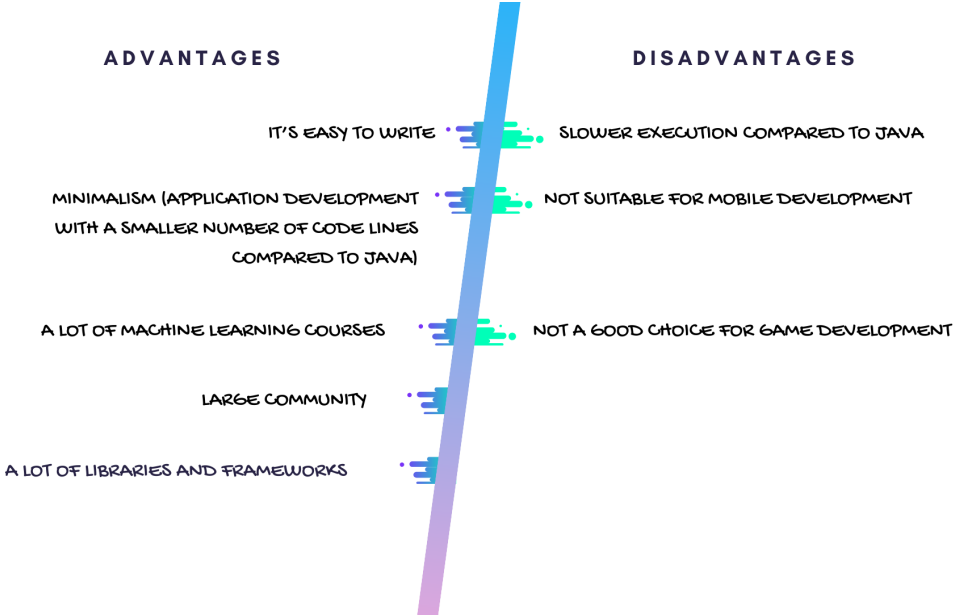 ADVANTAGES
IT'S EASY TO WRITE
MINIMALISM (APPLICATION DEVELOPMENT
WITH A SMALLER NUMBER OF CODE LINES
COMPARED TO JAVA)
A LOT OF MACHINE LEARNING COURSES
LARGE COMMUNITY
A LOT OF LIBRARIES AND FRAMEWORKS
DISADVANTAGES
SLOWER EXECUTION COMPARED TO JAVA
NOT SUITABLE FOR MOBILE DEVELOPMENT
NOT A GOOD CHOICE FOR GAME DEVELOPMENT